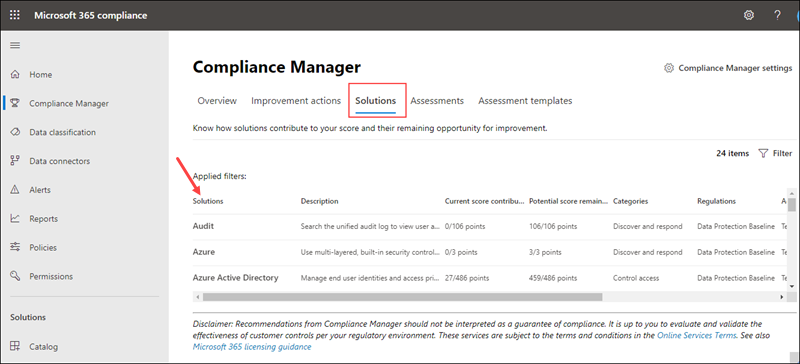 Microsoft 365 compliance
?
Home
Compliance Manager
Data classification
Data connectors
Alerts
Reports
Policies
Permissions
Solutions
Catalog
Compliance Manager
Compliance Manager settings
Overview Improvement actions Solutions Assessments Assessment templates
Know how solutions contribute to your score and their remaining opportunity for improvement.
24 items Filter
Applied filters:
Solutions Description Current score contribu... Potential score remain... Categories Regulations A
Audit Search the unified audit log to view user a... 0/106 points 106/106 points Discover and respond Data Protection Baseline Te
Azure Use multi-layered, built-in security control... 0/3 points 3/3 points Discover and respond Data Protection Baseline Te
Azure Active Directory Manage end user identities and access pri... 27/486 points 459/486 points Control access Data Protection Baseline Te
Disclaimer: Recommendations from Compliance Manager should not be interpreted as a guarantee of compliance. It is up to you to evaluate and validate the
effectiveness of customer controls per your regulatory environment. These services are subject to the terms and conditions in the Online Services Terms. See also
Microsoft 365 licensing guidance